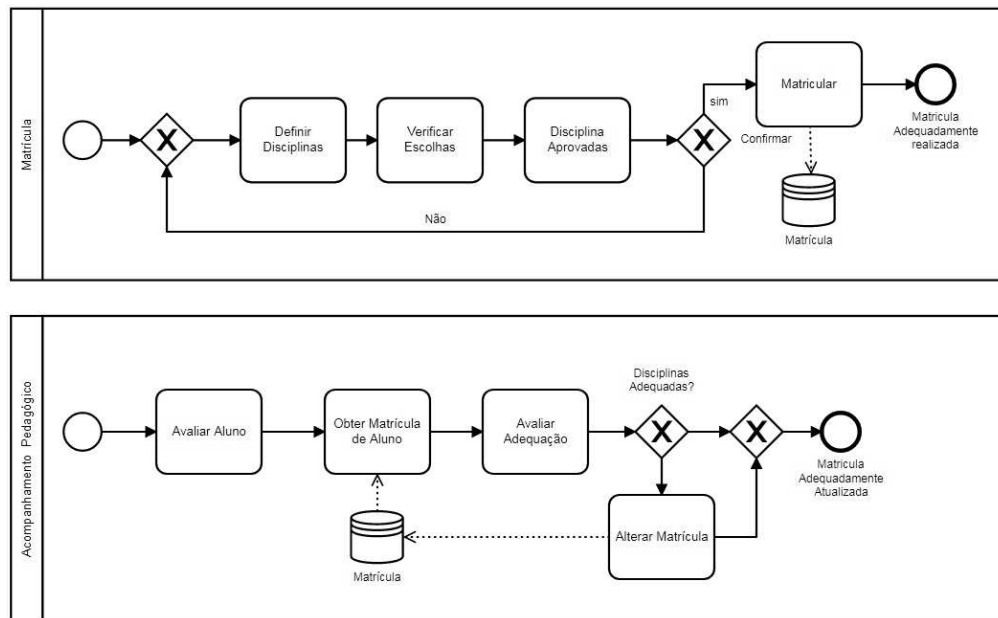 Matrícula
Definir
Disciplinas
Verificar
Escolhas
Disciplina
Aprovadas
sim
Confirmar
Não
Matricular
Matrícula
Matricula
Adequadamente
realizada
Acompanhamento Pedagógico
Avaliar Aluno
Obter Matrícula
de Aluno
Matrícula
Avaliar
Adequação
Disciplinas
Adequadas?
Alterar Matrícula
Matricula
Adequadamente
Atualizada